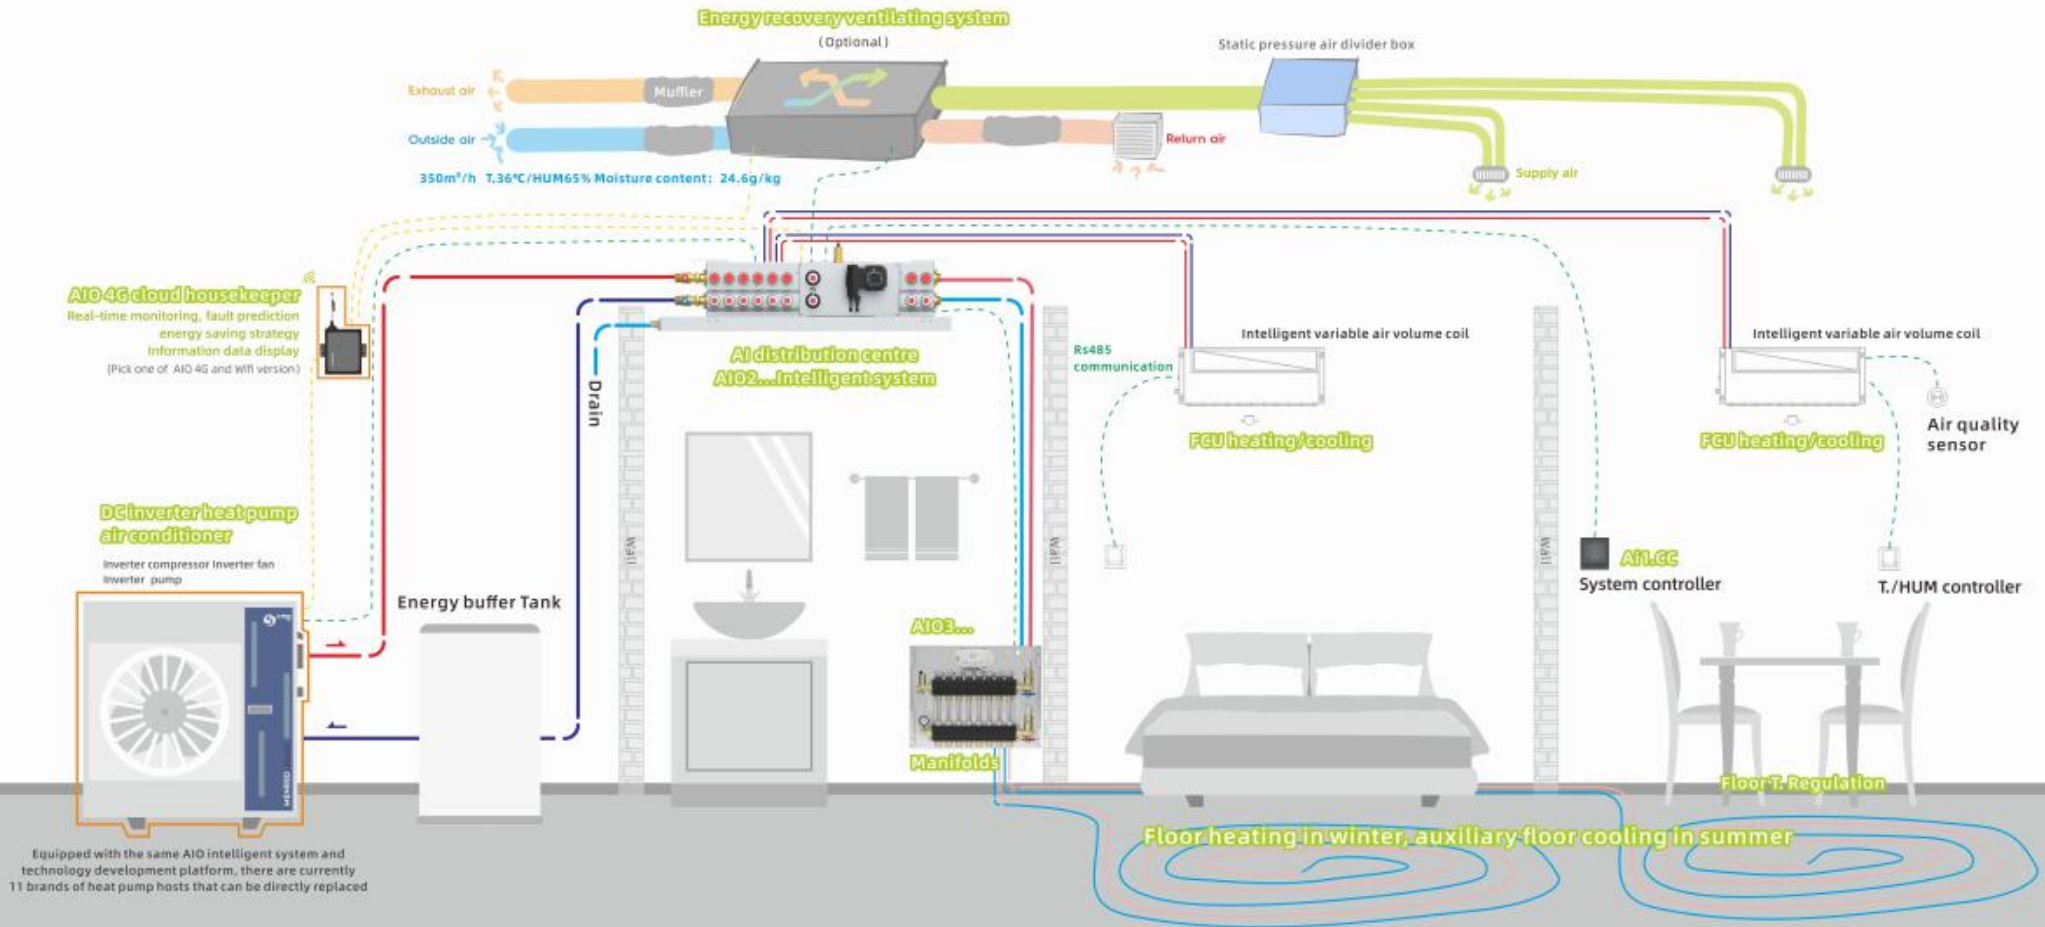 Energy recovery ventilating system
(Optional)
Static pressure air divider box
Exhaust air
Muffler
Outside air
Return air
Supply air
350m³/h T.36℃/HUM65% Moisture content: 24.6g/kg
AIO 4G cloud housekeeper
Real-time monitoring, fault prediction
energy saving strategy
Information data display
(Pick one of AIO 4G and Wifi version)
AI distribution centre
AIO2...Intelligent system
Drain
Rs485
communication
Intelligent variable air volume coil
Intelligent variable air volume coil
FCU heating/cooling
FCU heating/cooling
Air quality
sensor
DC inverter heat pump
air conditioner
Inverter compressor Inverter fan
Inverter pump
Energy buffer Tank
Wall
Wall
Wall
Ai1.CC
System controller
T./HUM controller
AIO3...
Manifolds
MENRED
Floor T. Regulation
Floor heating in winter, auxiliary floor cooling in summer
Equipped with the same AIO intelligent system and
technology development platform, there are currently
11 brands of heat pump hosts that can be directly replaced